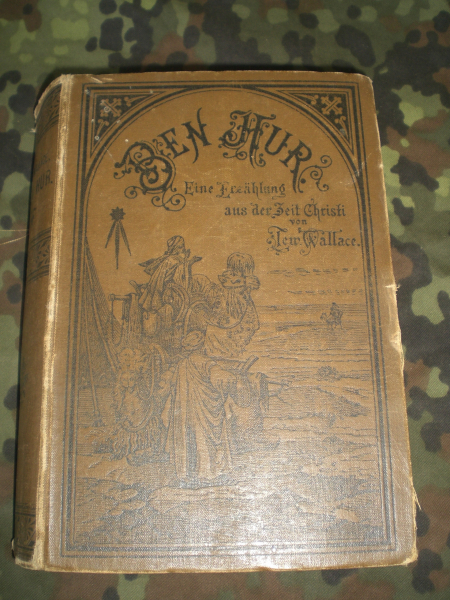 BEN HUR.
Eine Erzählung
aus der Zeit Christi
von
Lew Wallace.